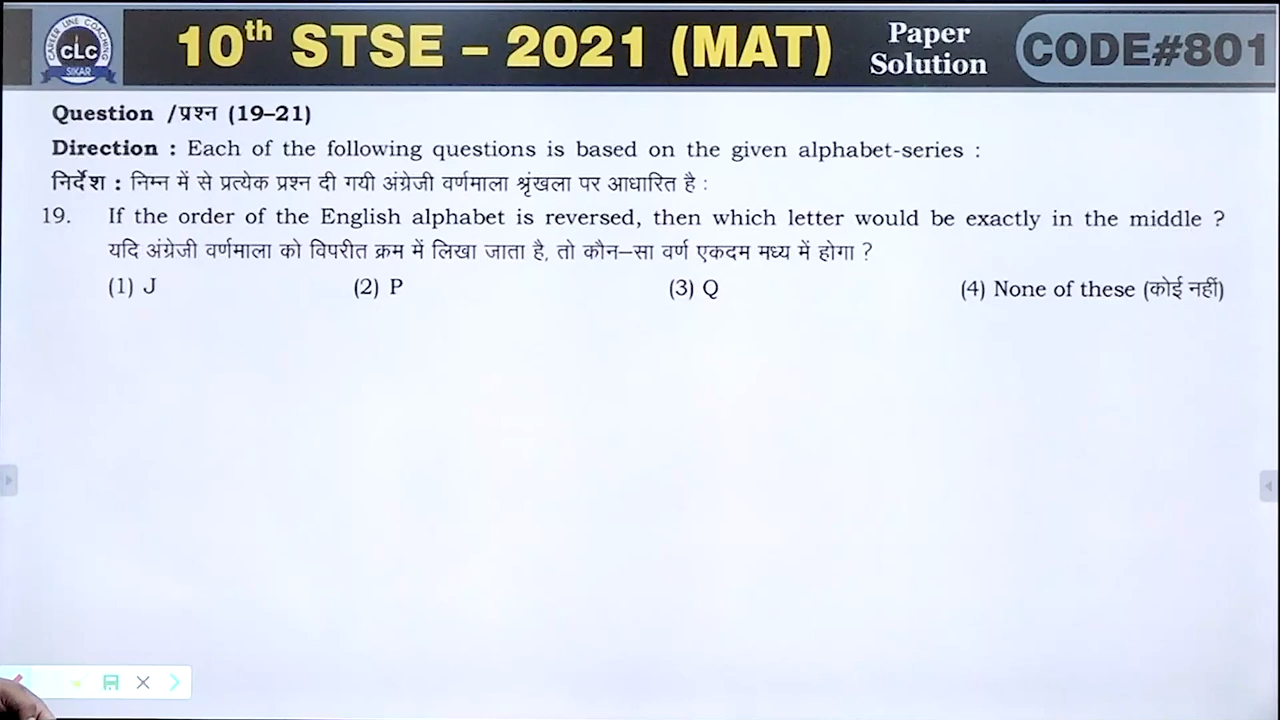 CAREER LINE COACHING
CLC
SIKAR
10th STSE – 2021 (MAT)
Paper
Solution
CODE#801
Question /प्रश्न (19–21)
Direction : Each of the following questions is based on the given alphabet-series :
निर्देश : निम्न में से प्रत्येक प्रश्न दी गयी अंग्रेजी वर्णमाला श्रृंखला पर आधारित है :
19. If the order of the English alphabet is reversed, then which letter would be exactly in the middle ?
यदि अंग्रेजी वर्णमाला को विपरीत क्रम में लिखा जाता है, तो कौन–सा वर्ण एकदम मध्य में होगा ?
(1) J (2) P (3) Q (4) None of these (कोई नहीं)